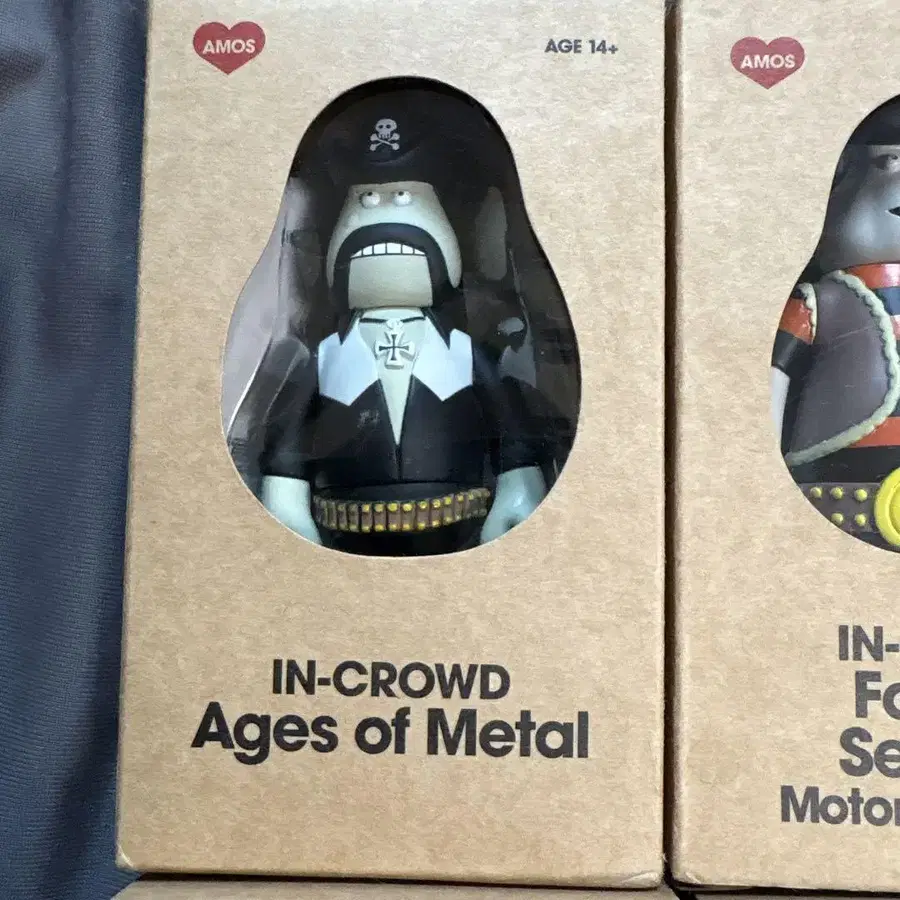 AMOS
AGE 14+
IN-CROWD
Ages of Metal
AMOS
IN-
Fo
Se
Motor